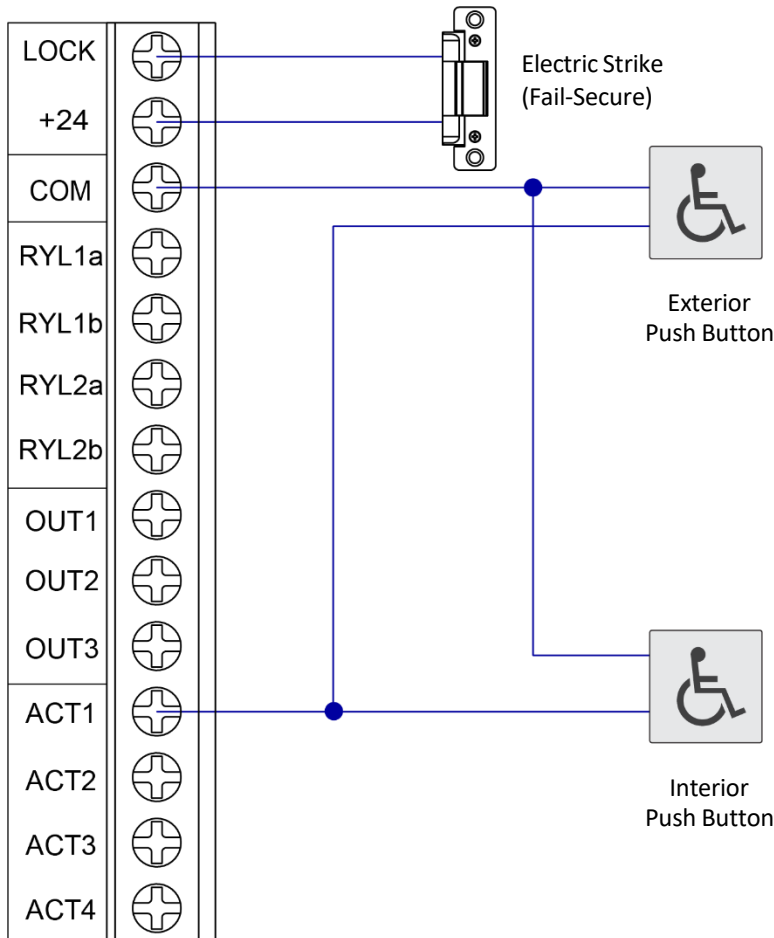 LOCK
+24
COM
RYL1a
RYL1b
RYL2a
RYL2b
OUT1
OUT2
OUT3
ACT1
ACT2
ACT3
ACT4
Electric Strike
(Fail-Secure)
Exterior
Push Button
Interior
Push Button